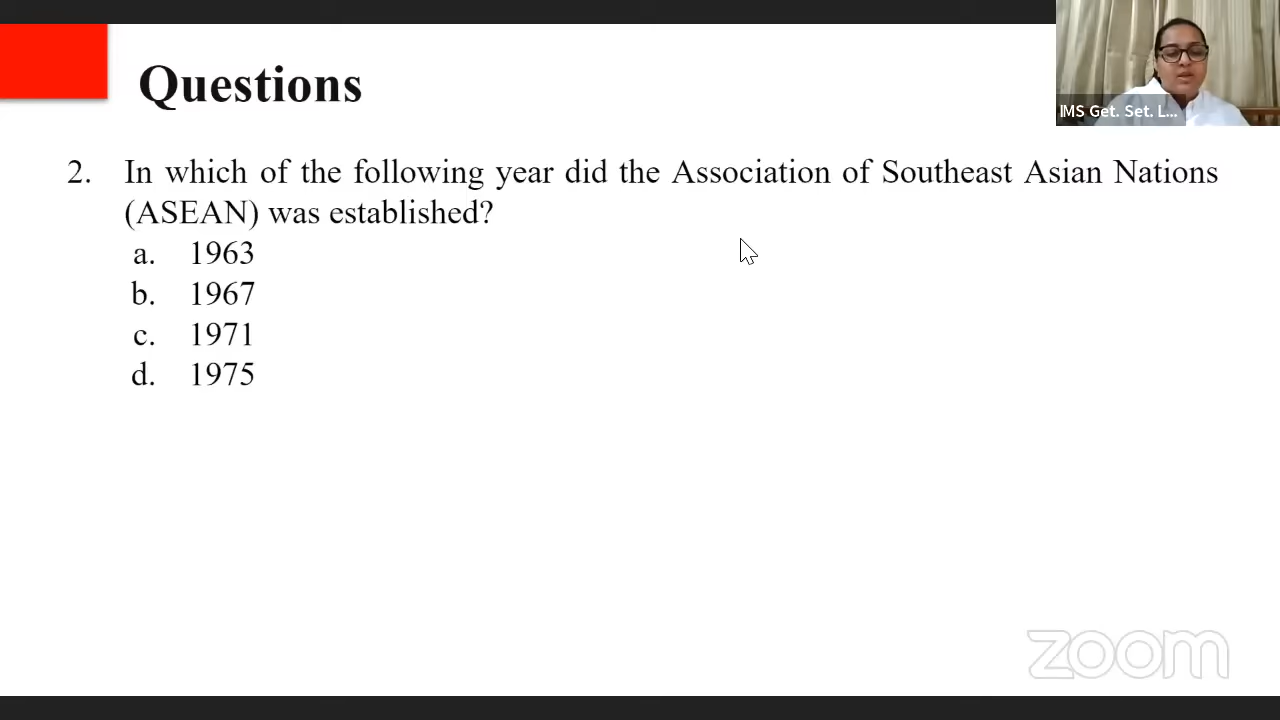 Questions
IMS Get. Set. L...
2. In which of the following year did the Association of Southeast Asian Nations
(ASEAN) was established?
a. 1963
b. 1967
c. 1971
d. 1975
zoom